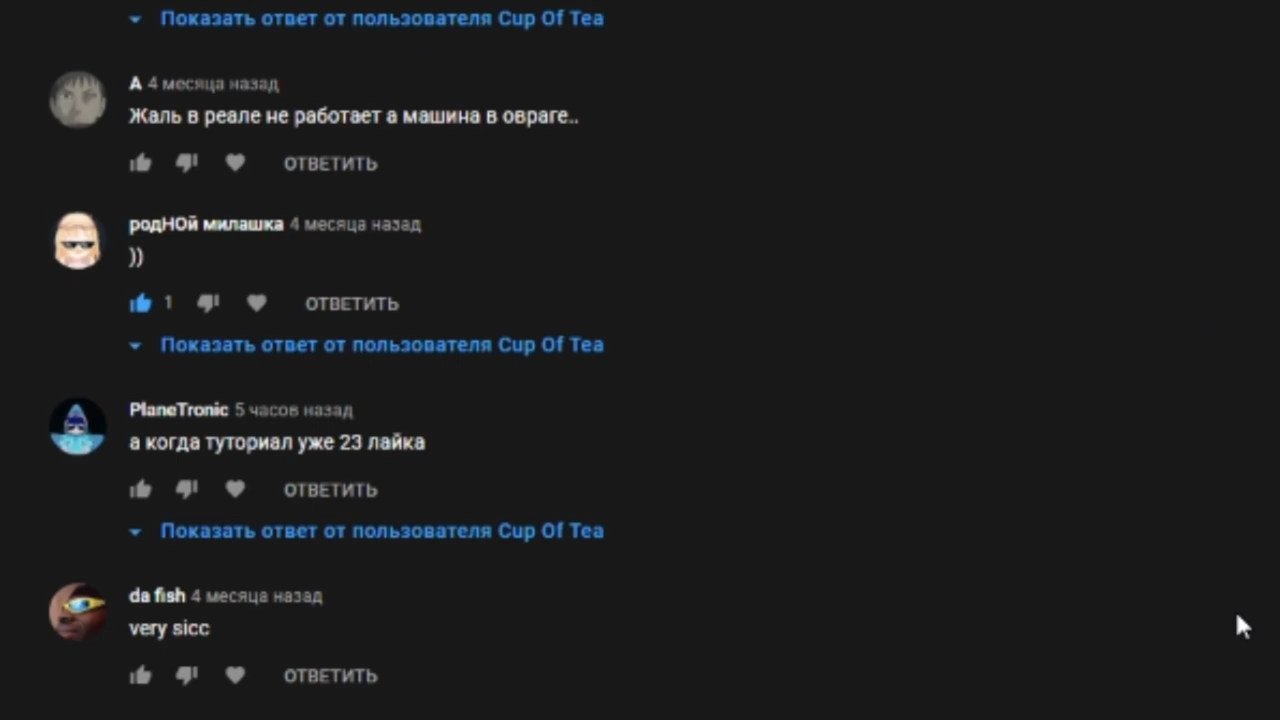 Показать ответ от пользователя Cup Of Tea
A 4 месяца назад
Жаль в реале не работает а машина в овраге..
ОТВЕТИТЬ
родНОй милашка 4 месяца назад
))
1 ОТВЕТИТЬ
Показать ответ от пользователя Cup Of Tea
PlaneTronic 5 часов назад
а когда туториал уже 23 лайка
ОТВЕТИТЬ
Показать ответ от пользователя Cup Of Tea
da fish 4 месяца назад
very sicc
ОТВЕТИТЬ